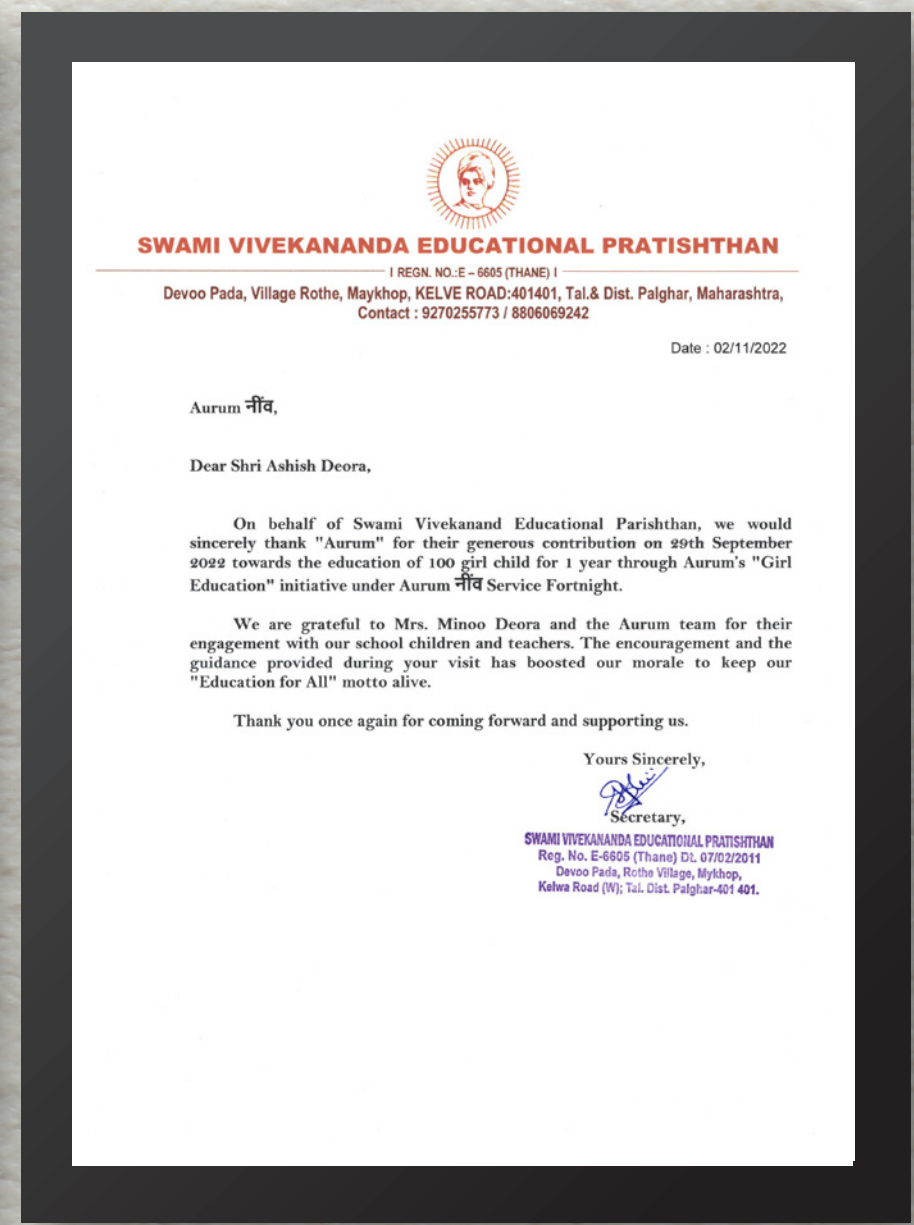 SWAMI VIVEKANANDA EDUCATIONAL PRATISHTHAN
I REGN. NO.:E – 6605 (THANE) I
Devoo Pada, Village Rothe, Maykhop, KELVE ROAD:401401, Tal.& Dist. Palghar, Maharashtra,
Contact : 9270255773 / 8806069242
Date : 02/11/2022
Aurum नींव,
Dear Shri Ashish Deora,
On behalf of Swami Vivekanand Educational Parishthan, we would
sincerely thank "Aurum" for their generous contribution on 29th September
2022 towards the education of 100 girl child for 1 year through Aurum's "Girl
Education" initiative under Aurum नींव Service Fortnight.
We are grateful to Mrs. Minoo Deora and the Aurum team for their
engagement with our school children and teachers. The encouragement and the
guidance provided during your visit has boosted our morale to keep our
"Education for All" motto alive.
Thank you once again for coming forward and supporting us.
Yours Sincerely,
Secretary,
SWAMI VIVEKANANDA EDUCATIONAL PRATISHTHAN
Reg. No. E-6605 (Thane) Dt. 07/02/2011
Devoo Pada, Rothe Village, Mykhop,
Kelwa Road (W); Tal. Dist. Palghar-401 401.